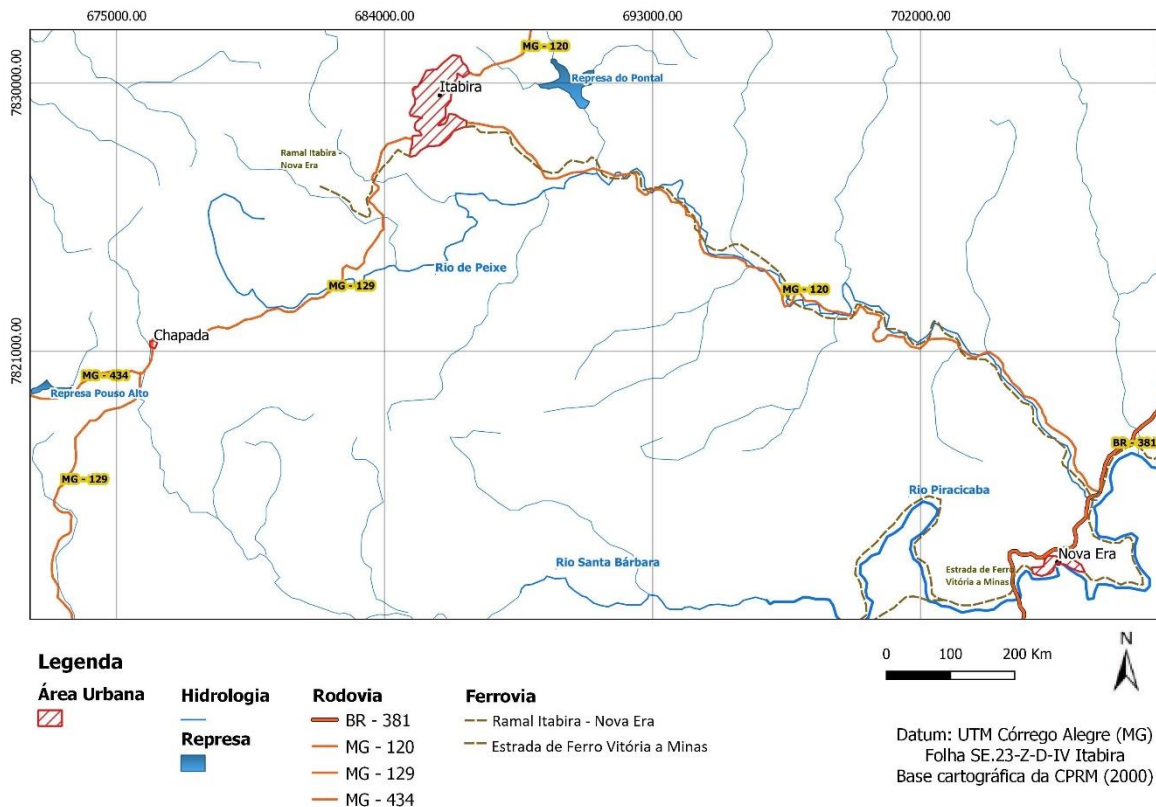 675000.00
684000.00
693000.00
702000.00
7830000.00
7821000.00
MG - 120
Itabira
Represa do Pontal
Ramal Itabira -
Nova Era
Rio de Peixe
MG - 129
MG - 120
Chapada
MG - 434
Represa Pouso Alto
MG - 129
BR - 381
Rio Piracicaba
Nova Era
Rio Santa Bárbara
Estrada de Ferro
Vitória a Minas
Legenda
Área Urbana
Hidrologia
Represa
Rodovia
BR - 381
MG - 120
MG - 129
MG - 434
Ferrovia
Ramal Itabira - Nova Era
Estrada de Ferro Vitória a Minas
0 100 200 Km
N
Datum: UTM Córrego Alegre (MG)
Folha SE.23-Z-D-IV Itabira
Base cartográfica da CPRM (2000)